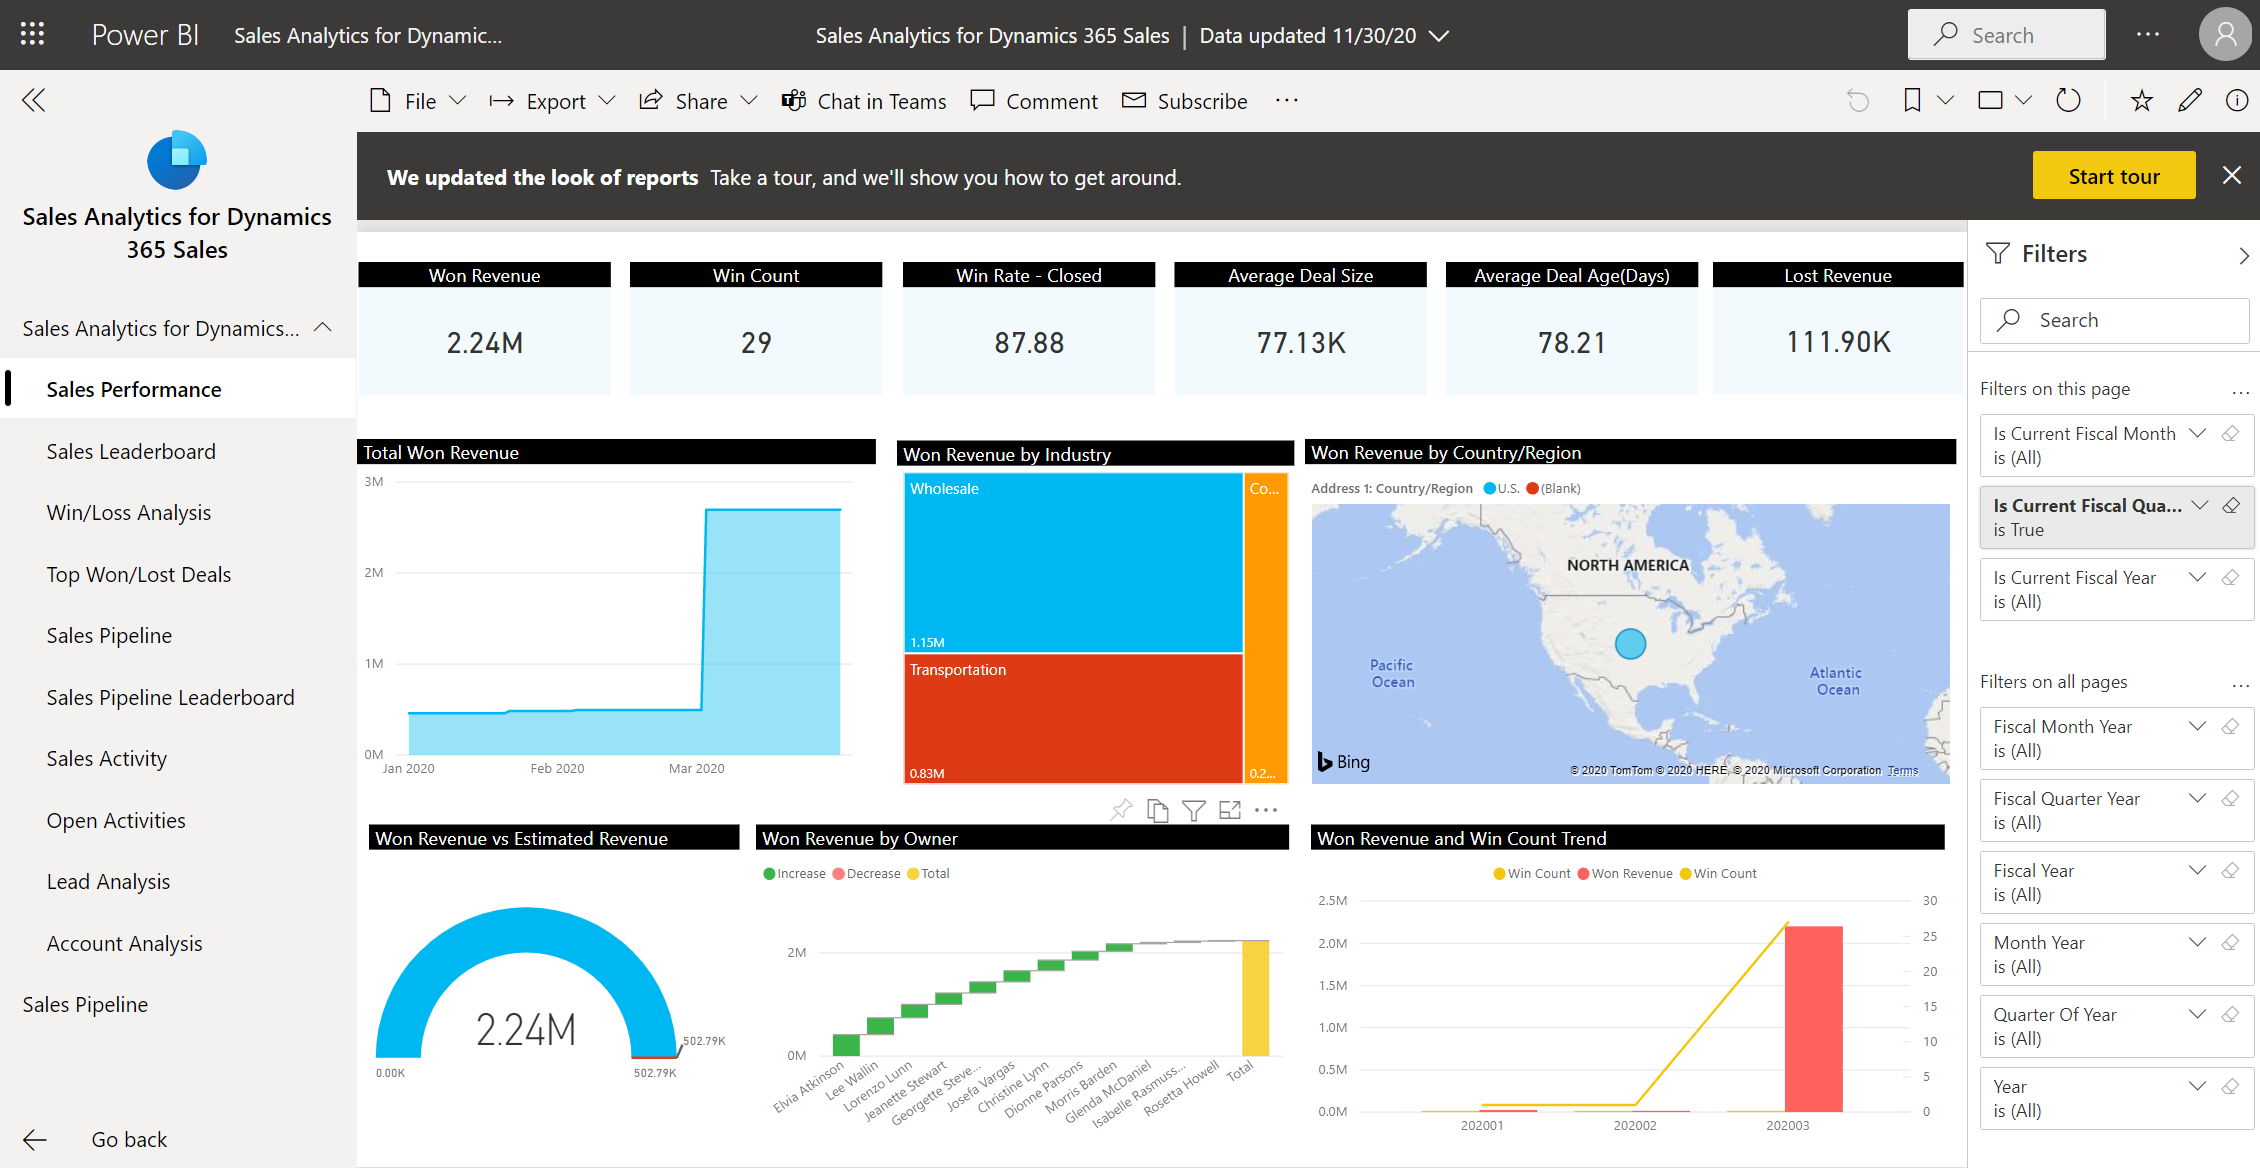 Power BI
Sales Analytics for Dynamic...
Sales Analytics for Dynamics 365 Sales | Data updated 11/30/20
Search
File
Export
Share
Chat in Teams
Comment
Subscribe
We updated the look of reports Take a tour, and we'll show you how to get around.
Start tour
Sales Analytics for Dynamics
365 Sales
Sales Analytics for Dynamics...
Sales Performance
Sales Leaderboard
Win/Loss Analysis
Top Won/Lost Deals
Sales Pipeline
Sales Pipeline Leaderboard
Sales Activity
Open Activities
Lead Analysis
Account Analysis
Sales Pipeline
Go back
Won Revenue
2.24M
Win Count
29
Win Rate - Closed
87.88
Average Deal Size
77.13K
Average Deal Age(Days)
78.21
Lost Revenue
111.90K
Total Won Revenue
3M
2M
1M
0M
Jan 2020
Feb 2020
Mar 2020
Won Revenue by Industry
Wholesale
1.15M
Transportation
0.83M
Co...
0.2...
Won Revenue by Country/Region
Address 1: Country/Region U.S. (Blank)
NORTH AMERICA
Pacific
Ocean
Atlantic
Ocean
Bing
© 2020 TomTom © 2020 HERE, © 2020 Microsoft Corporation Terms
Won Revenue vs Estimated Revenue
2.24M
502.79K
0.00K
502.79K
Won Revenue by Owner
Increase Decrease Total
2M
0M
Elvia Atkinson
Lee Wallin
Lorenzo Lunn
Jeanette Stewart
Georgette Steve...
Josefa Vargas
Christine Lynn
Dionne Parsons
Morris Barden
Glenda McDaniel
Isabelle Rasmuss...
Rosetta Howell
Total
Won Revenue and Win Count Trend
Win Count Won Revenue Win Count
2.5M
2.0M
1.5M
1.0M
0.5M
0.0M
30
25
20
15
10
5
0
202001
202002
202003
Filters
Search
Filters on this page
Is Current Fiscal Month
is (All)
Is Current Fiscal Qua...
is True
Is Current Fiscal Year
is (All)
Filters on all pages
Fiscal Month Year
is (All)
Fiscal Quarter Year
is (All)
Fiscal Year
is (All)
Month Year
is (All)
Quarter Of Year
is (All)
Year
is (All)